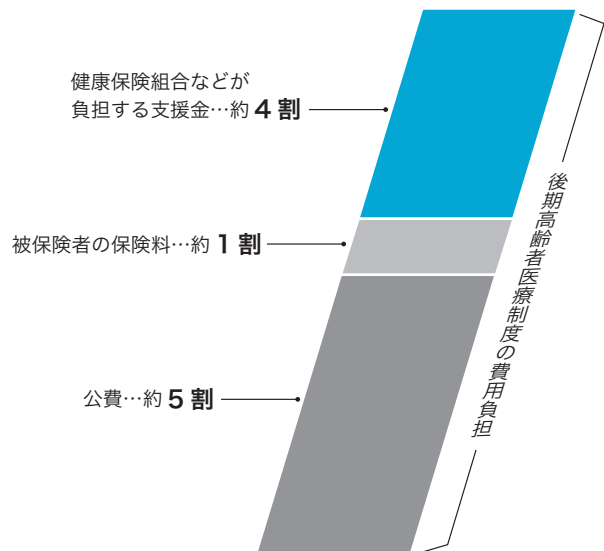 健康保険組合などが
負担する支援金…約 4 割
被保険者の保険料…約 1 割
公費…約 5 割
後期高齢者医療制度の費用負担